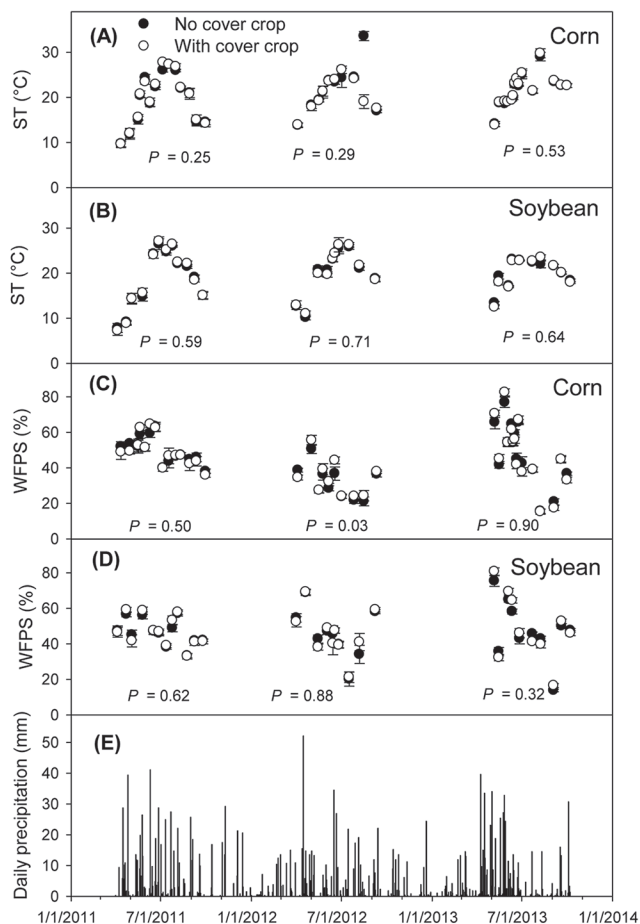 No cover crop
With cover crop
(A)
Corn
ST (°C)
30
20
10
0
P = 0.25
P = 0.29
P = 0.53
(B)
Soybean
ST (°C)
30
20
10
0
P = 0.59
P = 0.71
P = 0.64
(C)
Corn
WFPS (%)
80
60
40
20
0
P = 0.50
P = 0.03
P = 0.90
(D)
Soybean
WFPS (%)
80
60
40
20
0
P = 0.62
P = 0.88
P = 0.32
(E)
Daily precipitation (mm)
50
40
30
20
10
0
1/1/2011 7/1/2011 1/1/2012 7/1/2012 1/1/2013 7/1/2013 1/1/2014